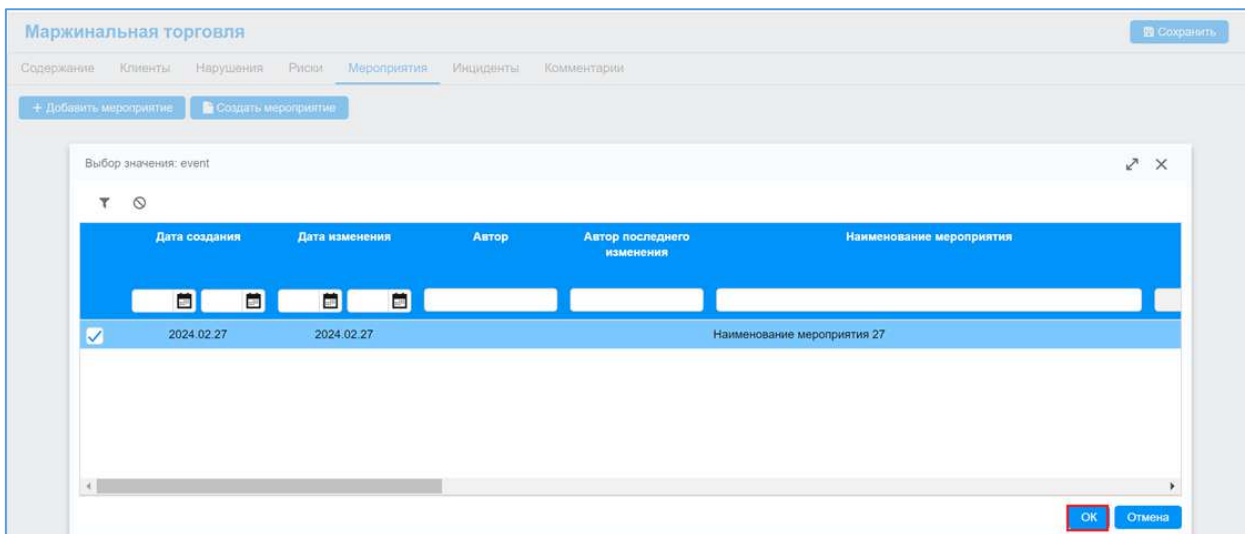 Маржинальная торговля
Сохранить
Содержание Клиенты Нарушения Риски Мероприятия Инциденты Комментарии
+ Добавить мероприятие Создать мероприятие
Выбор значения: event
Дата создания Дата изменения Автор Автор последнего изменения Наименование мероприятия
2024.02.27 2024.02.27 Наименование мероприятия 27
ОК Отмена